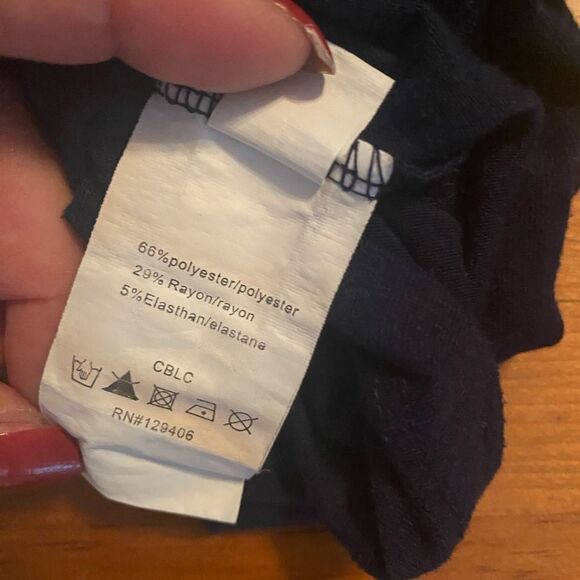 66%polyester/polyester
29% Rayon/rayon
5%Elasthan/elastane
CBLC
RN#129406